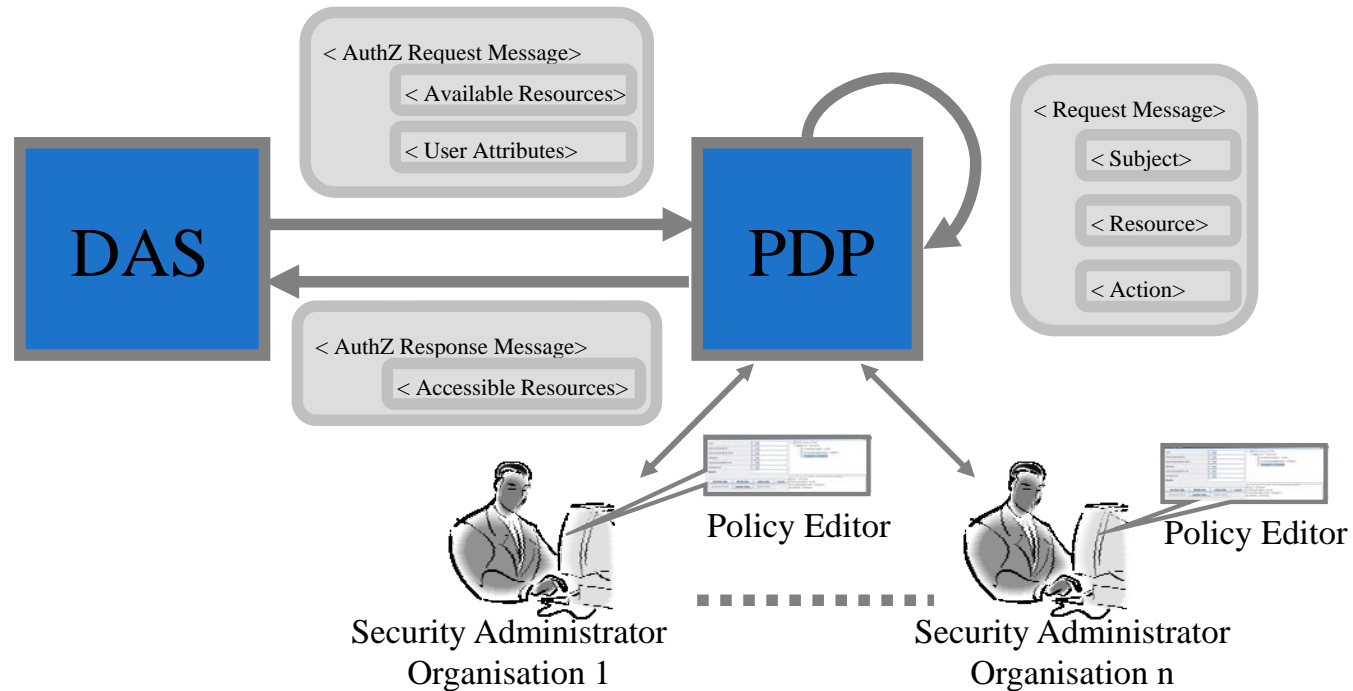 < AuthZ Request Message>
< Available Resources>
< User Attributes>
< Request Message>
< Subject>
< Resource>
< Action>
DAS
PDP
< AuthZ Response Message>
< Accessible Resources>
Policy Editor
Policy Editor
Security Administrator
Organisation 1
Security Administrator
Organisation n